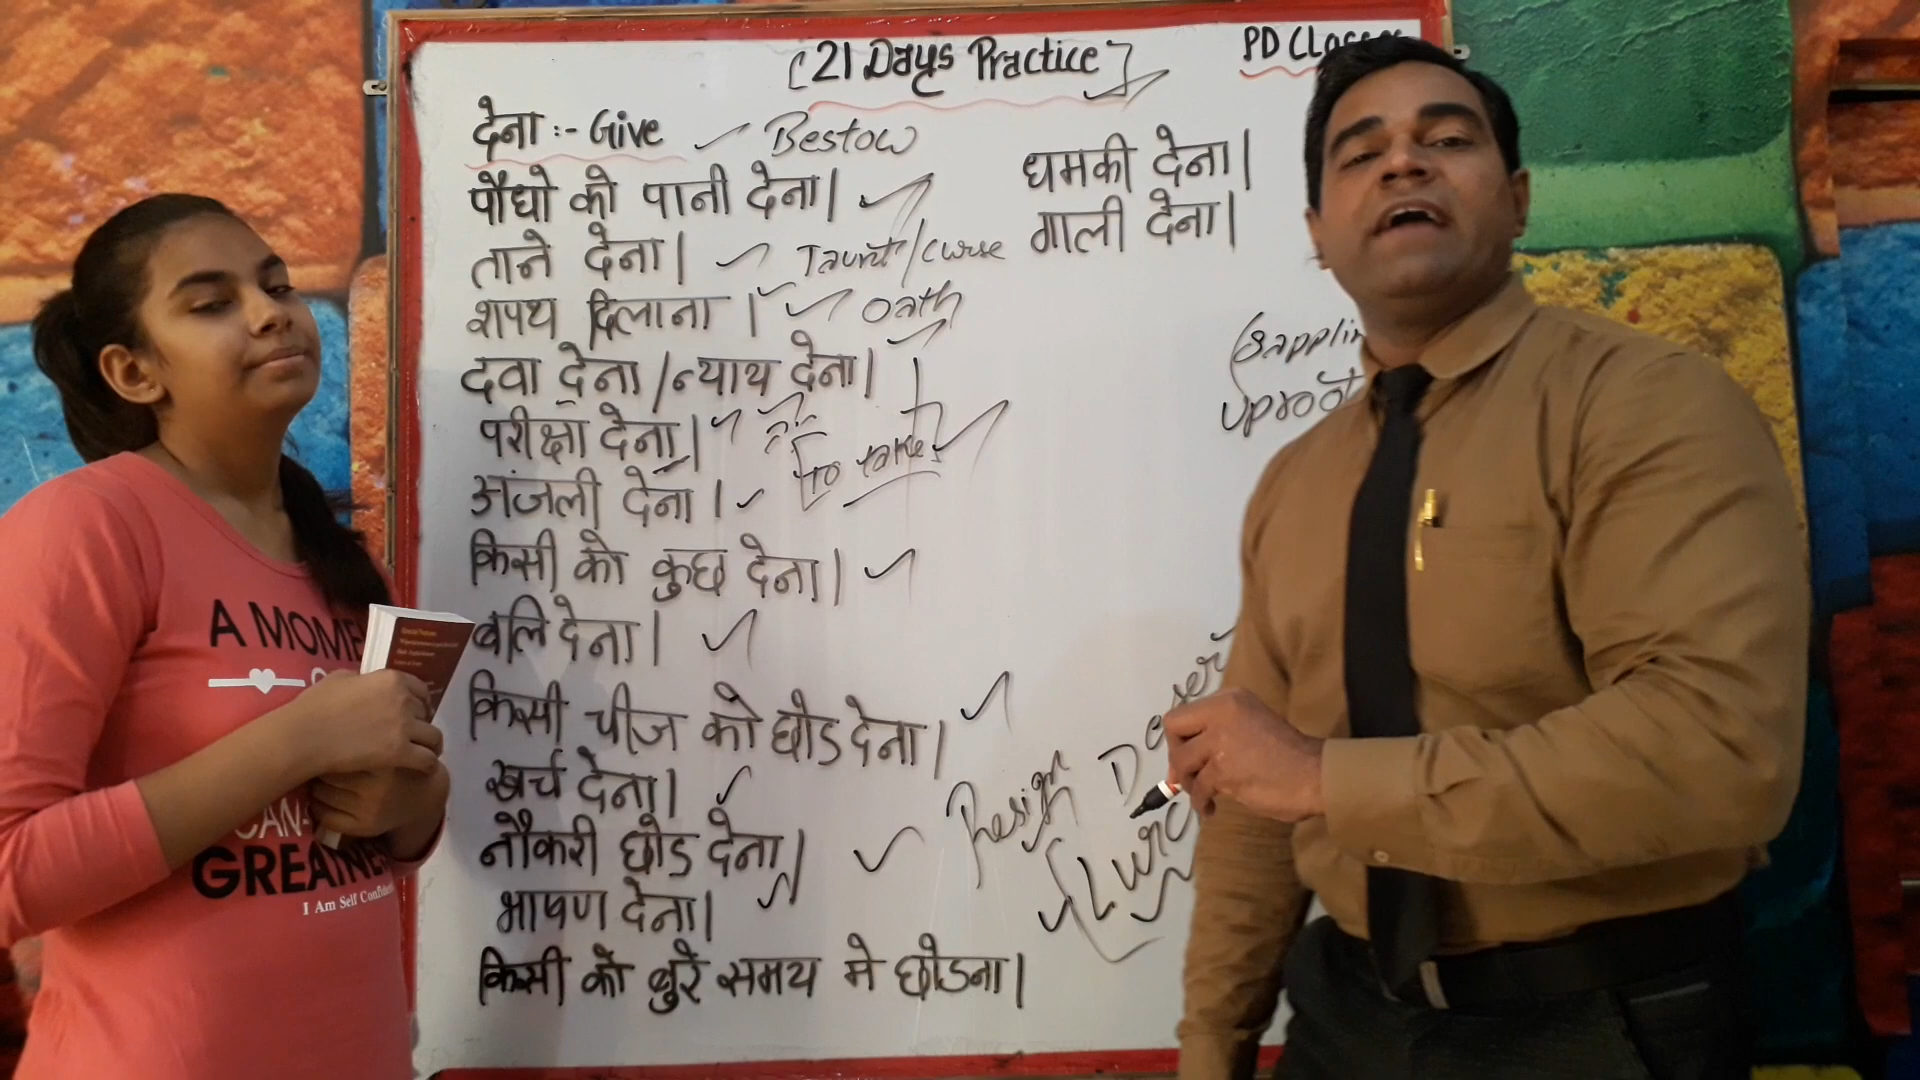 [21 Days Practice]
PD Classes
देना :- Give Bestow
पौधो को पानी देना।
ताने देना। Taunt/curse
शपथ दिलाना। oath
दवा देना/न्याय देना।
परीक्षा देना। To take
अंजली देना।
किसी को कुछ देना।
बलि देना।
किसी चीज को छोड देना।
खर्च देना।
नौकरी छोड देना। Resign
भाषण देना।
किसी को बुरे समय मे छोडना।
धमकी देना।
गाली देना।
uproot
A MOME
GREATNE
I Am Self Confide